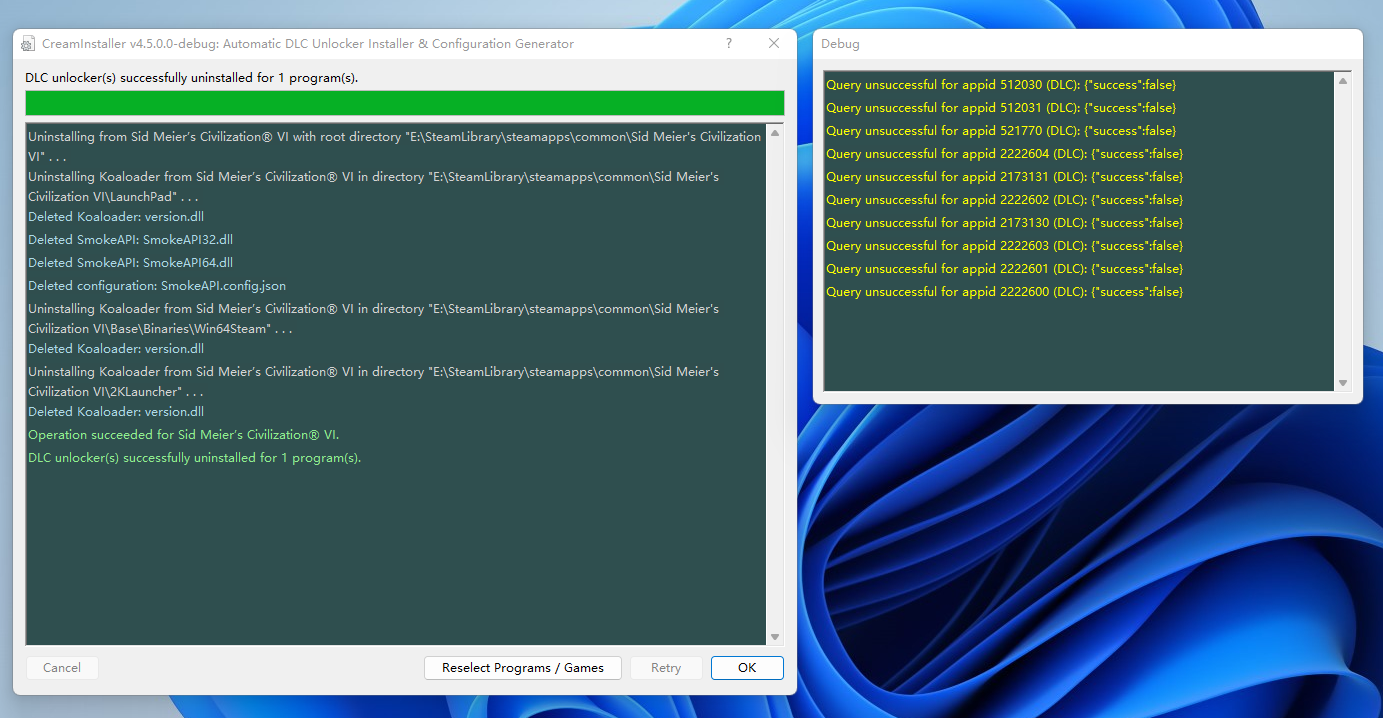 CreamInstaller v4.5.0.0-debug: Automatic DLC Unlocker Installer & Configuration Generator
?
DLC unlocker(s) successfully uninstalled for 1 program(s).
Uninstalling from Sid Meier's Civilization® VI with root directory "E:\SteamLibrary\steamapps\common\Sid Meier's Civilization
VI" . . .
Uninstalling Koaloader from Sid Meier's Civilization® VI in directory "E:\SteamLibrary\steamapps\common\Sid Meier's
Civilization VI\LaunchPad" . . .
Deleted Koaloader: version.dll
Deleted SmokeAPI: SmokeAPI32.dll
Deleted SmokeAPI: SmokeAPI64.dll
Deleted configuration: SmokeAPI.config.json
Uninstalling Koaloader from Sid Meier's Civilization® VI in directory "E:\SteamLibrary\steamapps\common\Sid Meier's
Civilization VI\Base\Binaries\Win64Steam" . . .
Deleted Koaloader: version.dll
Uninstalling Koaloader from Sid Meier's Civilization® VI in directory "E:\SteamLibrary\steamapps\common\Sid Meier's
Civilization VI\2KLauncher" . . .
Deleted Koaloader: version.dll
Operation succeeded for Sid Meier's Civilization® VI.
DLC unlocker(s) successfully uninstalled for 1 program(s).
Cancel
Reselect Programs / Games
Retry
OK
Debug
Query unsuccessful for appid 512030 (DLC): {"success":false}
Query unsuccessful for appid 512031 (DLC): {"success":false}
Query unsuccessful for appid 521770 (DLC): {"success":false}
Query unsuccessful for appid 2222604 (DLC): {"success":false}
Query unsuccessful for appid 2173131 (DLC): {"success":false}
Query unsuccessful for appid 2222602 (DLC): {"success":false}
Query unsuccessful for appid 2173130 (DLC): {"success":false}
Query unsuccessful for appid 2222603 (DLC): {"success":false}
Query unsuccessful for appid 2222601 (DLC): {"success":false}
Query unsuccessful for appid 2222600 (DLC): {"success":false}